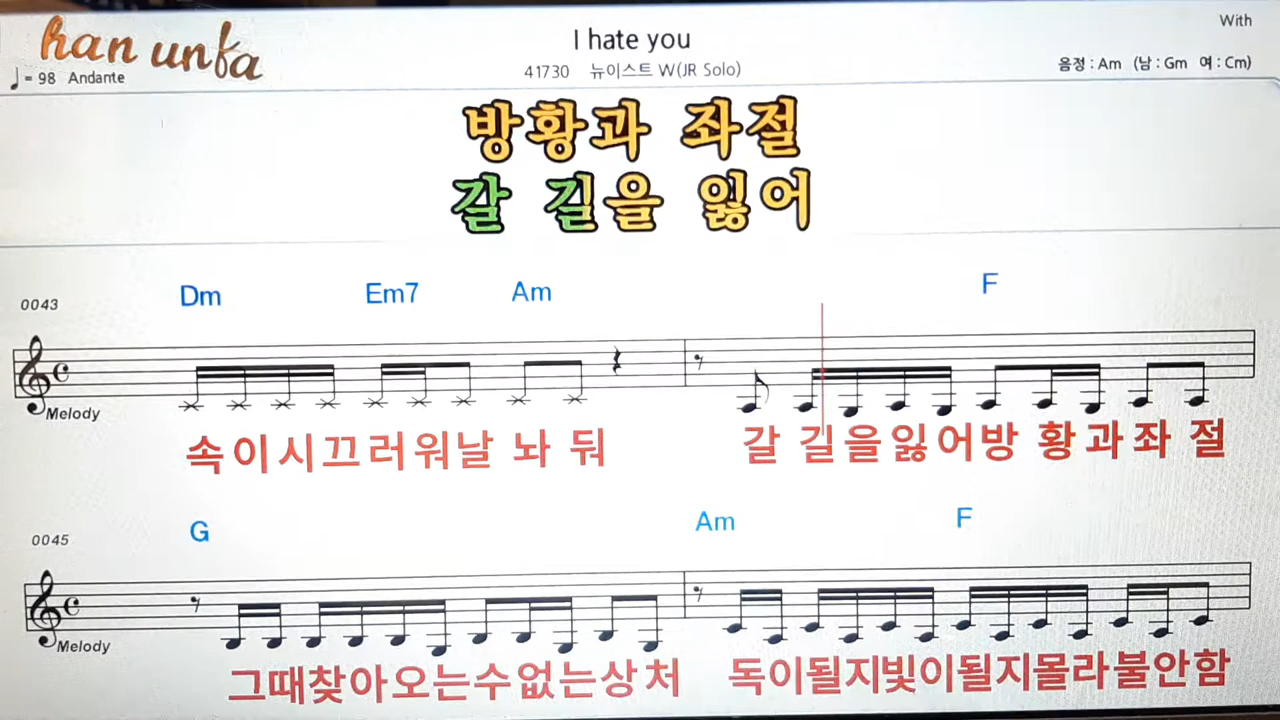 han unfa
With
I hate you
♩= 98 Andante
41730 뉴이스트 W(JR Solo)
음정 : Am (남 : Gm 여 : Cm)
방황과 좌절
갈 길을 잃어
0043
Dm Em7 Am F
Melody
속이시끄러워날 놔 둬 갈 길을잃어방 황과좌 절
0045
G Am F
Melody
그때찾아오는수없는상처 독이될지빛이될지몰라불안함